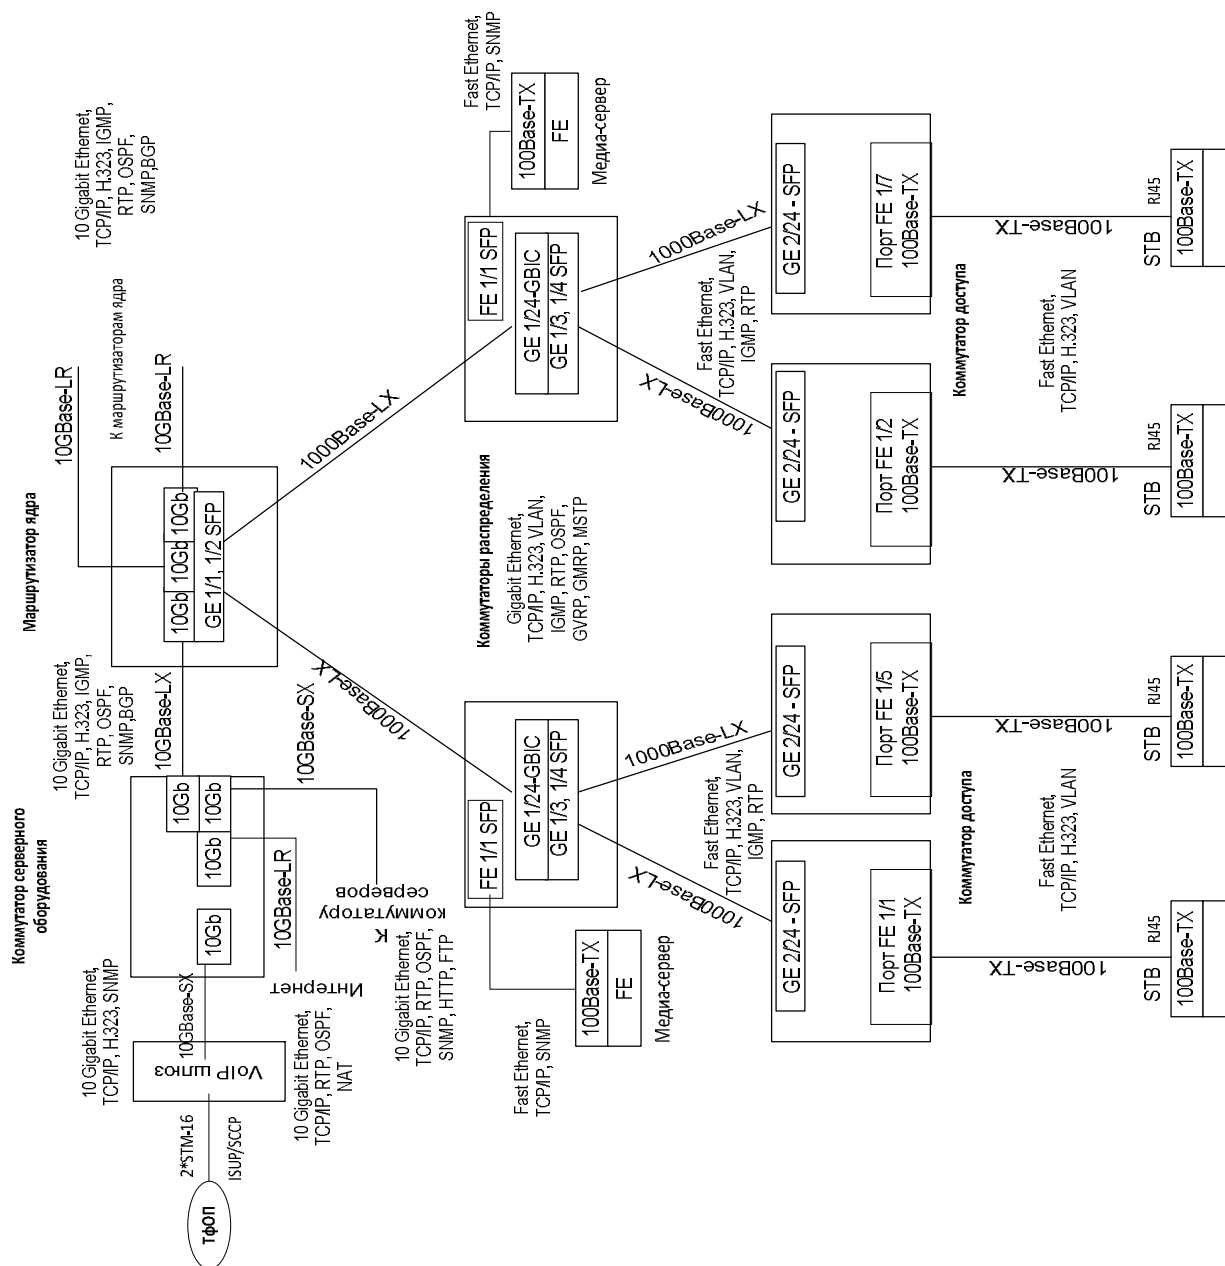 Коммутатор серверного
оборудования
Маршрутизатор ядра
10 Gigabit Ethernet,
TCP/IP, H.323, SNMP
10 Gigabit Ethernet,
TCP/IP, H.323, IGMP,
RTP, OSPF,
SNMP,BGP
10 Gigabit Ethernet,
TCP/IP, H.323, IGMP,
RTP, OSPF,
SNMP,BGP
ТфОП
2*STM-16
ISUP/SCCP
VoIP шлюз
10GBase-SX
10Gb
10Gb
10Gb
10Gb
10GBase-LX
10GBase-SX
10GBase-LR
Интернет
К
коммутатору
серверов
10 Gigabit Ethernet,
TCP/IP, RTP, OSPF,
NAT
10 Gigabit Ethernet,
TCP/IP, RTP, OSPF,
SNMP, HTTP, FTP
10Gb
10Gb
10Gb
GE 1/1, 1/2 SFP
10GBase-LR
К маршрутизаторам ядра
10GBase-LR
1000Base-LX
1000Base-LX
Коммутаторы распределения
Gigabit Ethernet,
TCP/IP, H.323, VLAN,
IGMP, RTP, OSPF,
GVRP, GMRP, MSTP
FE 1/1 SFP
GE 1/24-GBIC
GE 1/3, 1/4 SFP
Fast Ethernet,
TCP/IP, SNMP
100Base-TX
FE
Медиа-сервер
FE 1/1 SFP
GE 1/24-GBIC
GE 1/3, 1/4 SFP
Fast Ethernet,
TCP/IP, SNMP
100Base-TX
FE
Медиа-сервер
1000Base-LX
1000Base-LX
Fast Ethernet,
TCP/IP, H.323, VLAN,
IGMP, RTP
1000Base-LX
1000Base-LX
Fast Ethernet,
TCP/IP, H.323, VLAN,
IGMP, RTP
GE 2/24 - SFP
Порт FE 1/1
100Base-TX
GE 2/24 - SFP
Порт FE 1/5
100Base-TX
GE 2/24 - SFP
Порт FE 1/2
100Base-TX
GE 2/24 - SFP
Порт FE 1/7
100Base-TX
Коммутатор доступа
Коммутатор доступа
100Base-TX
Fast Ethernet,
TCP/IP, H.323, VLAN
100Base-TX
100Base-TX
Fast Ethernet,
TCP/IP, H.323, VLAN
100Base-TX
STB
RJ45
100Base-TX
STB
RJ45
100Base-TX
STB
RJ45
100Base-TX
STB
RJ45
100Base-TX